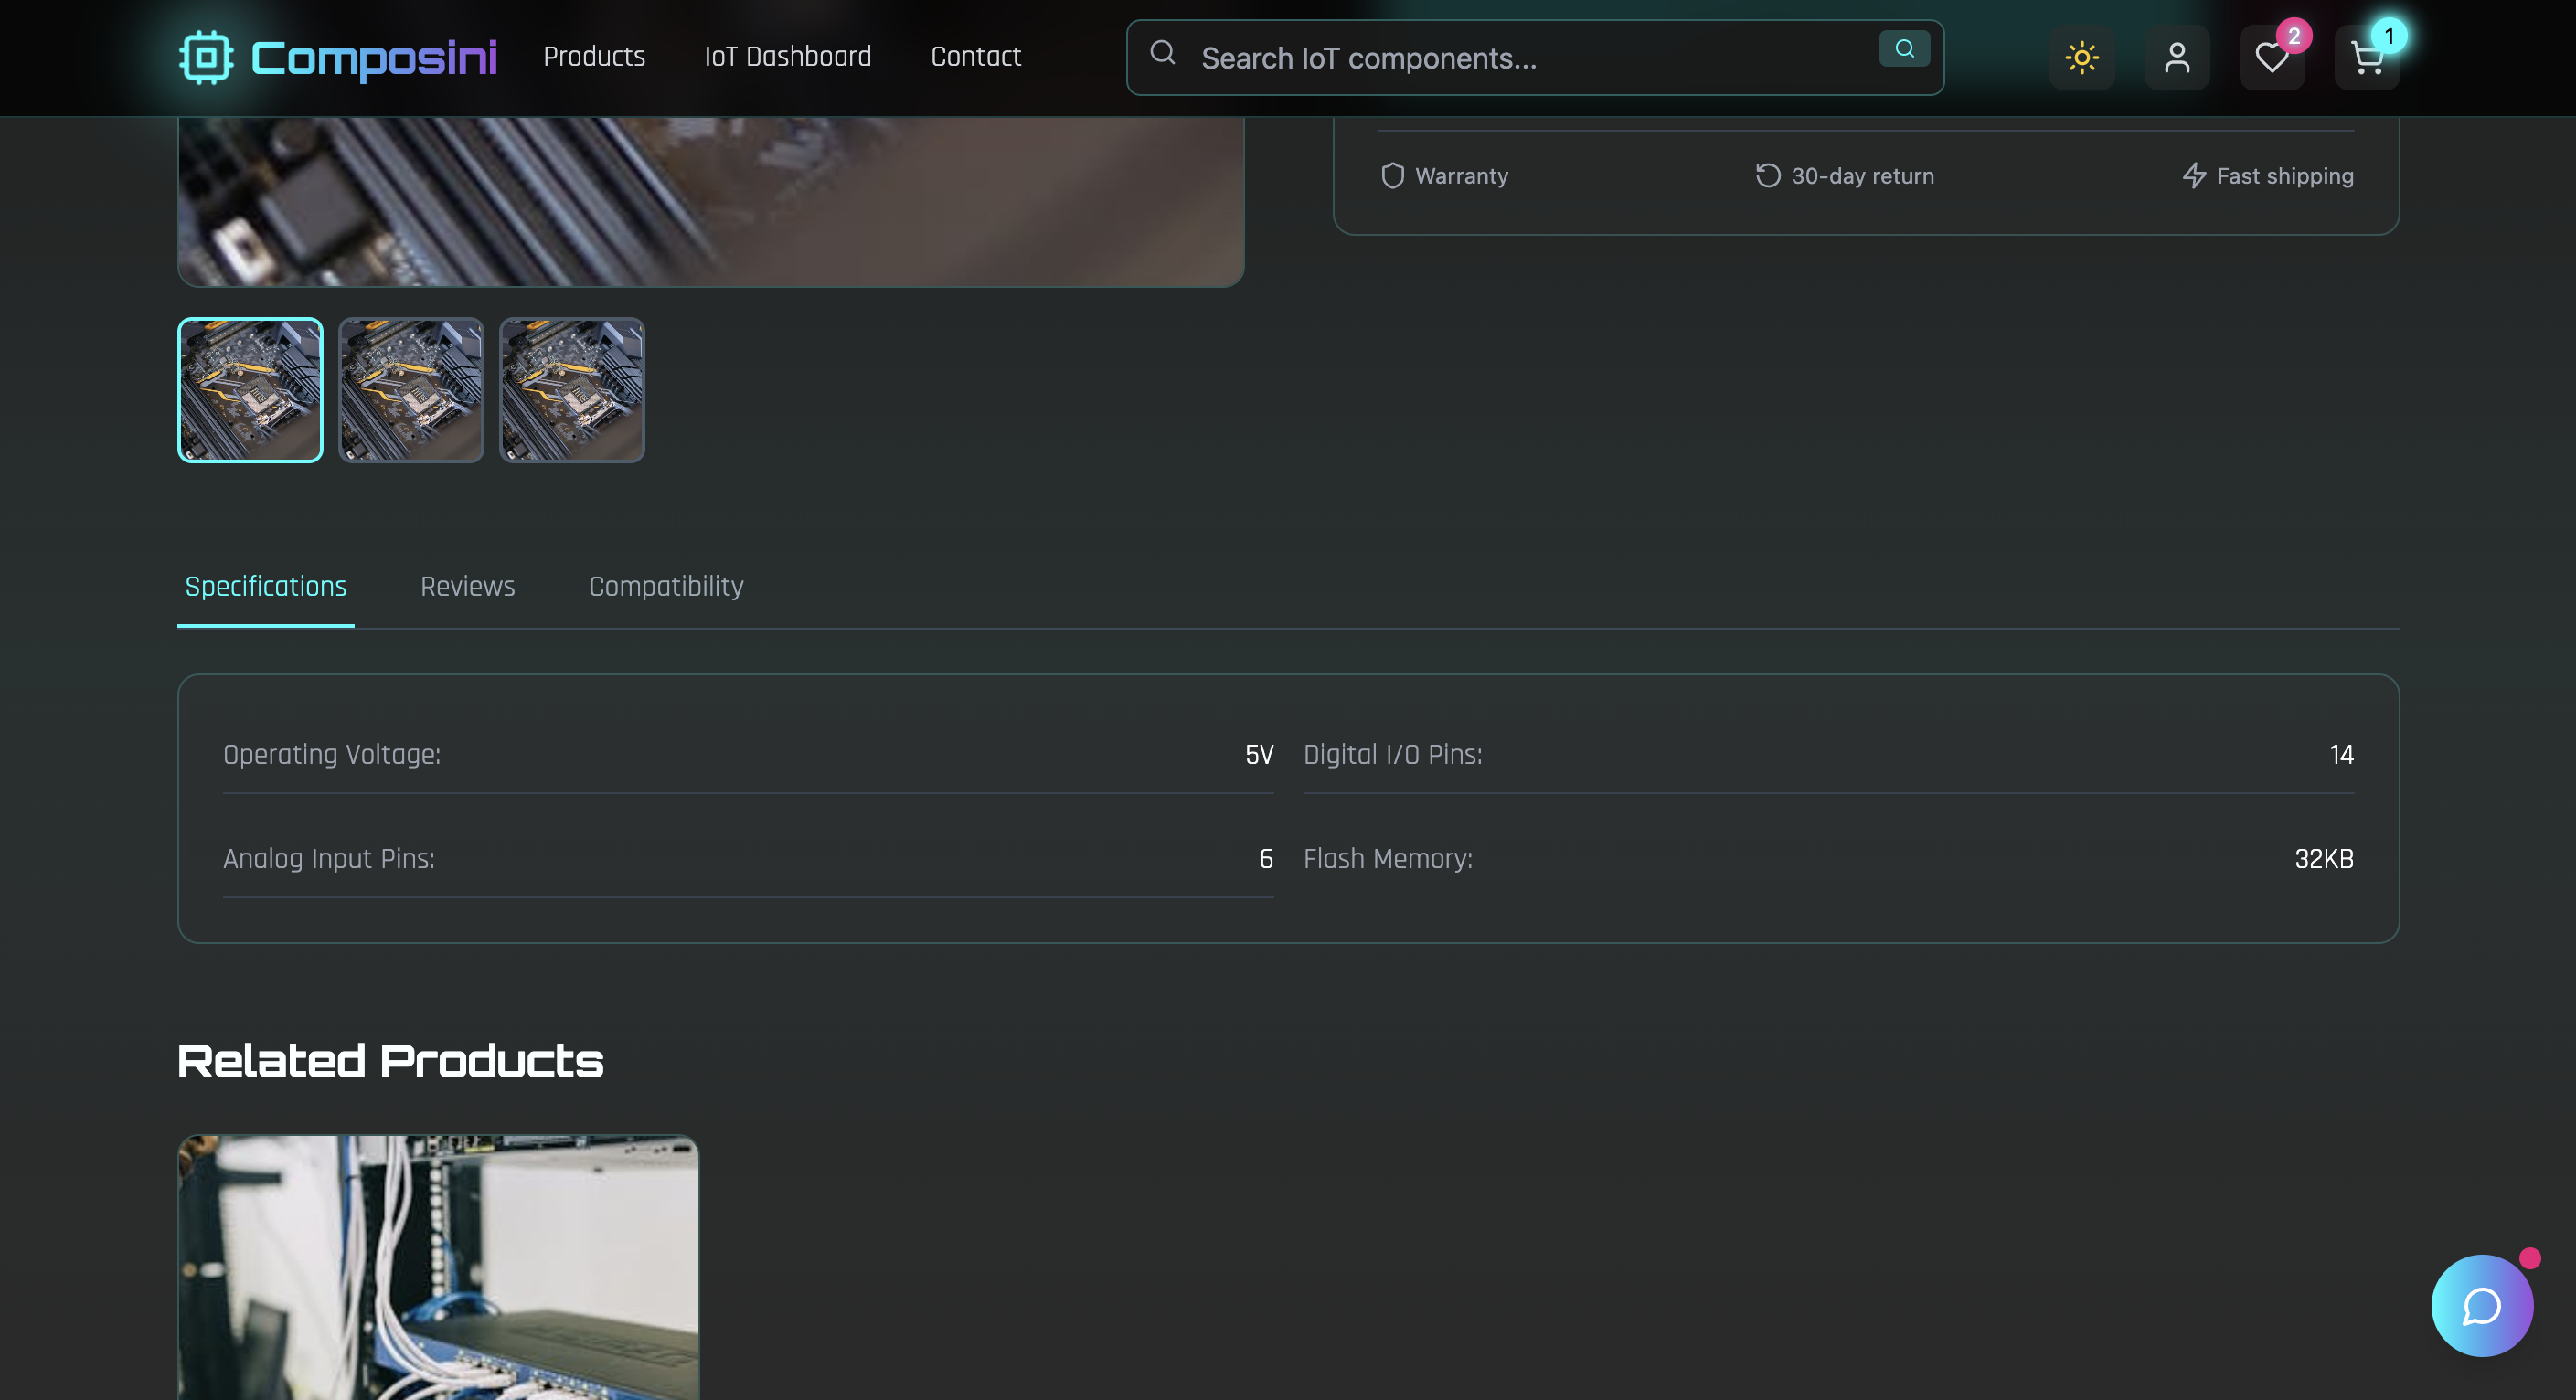 Composini
Products
IoT Dashboard
Contact
Search IoT components...
2
1
Warranty
30-day return
Fast shipping
Specifications
Reviews
Compatibility
Operating Voltage:
5V
Digital I/O Pins:
14
Analog Input Pins:
6
Flash Memory:
32KB
Related Products